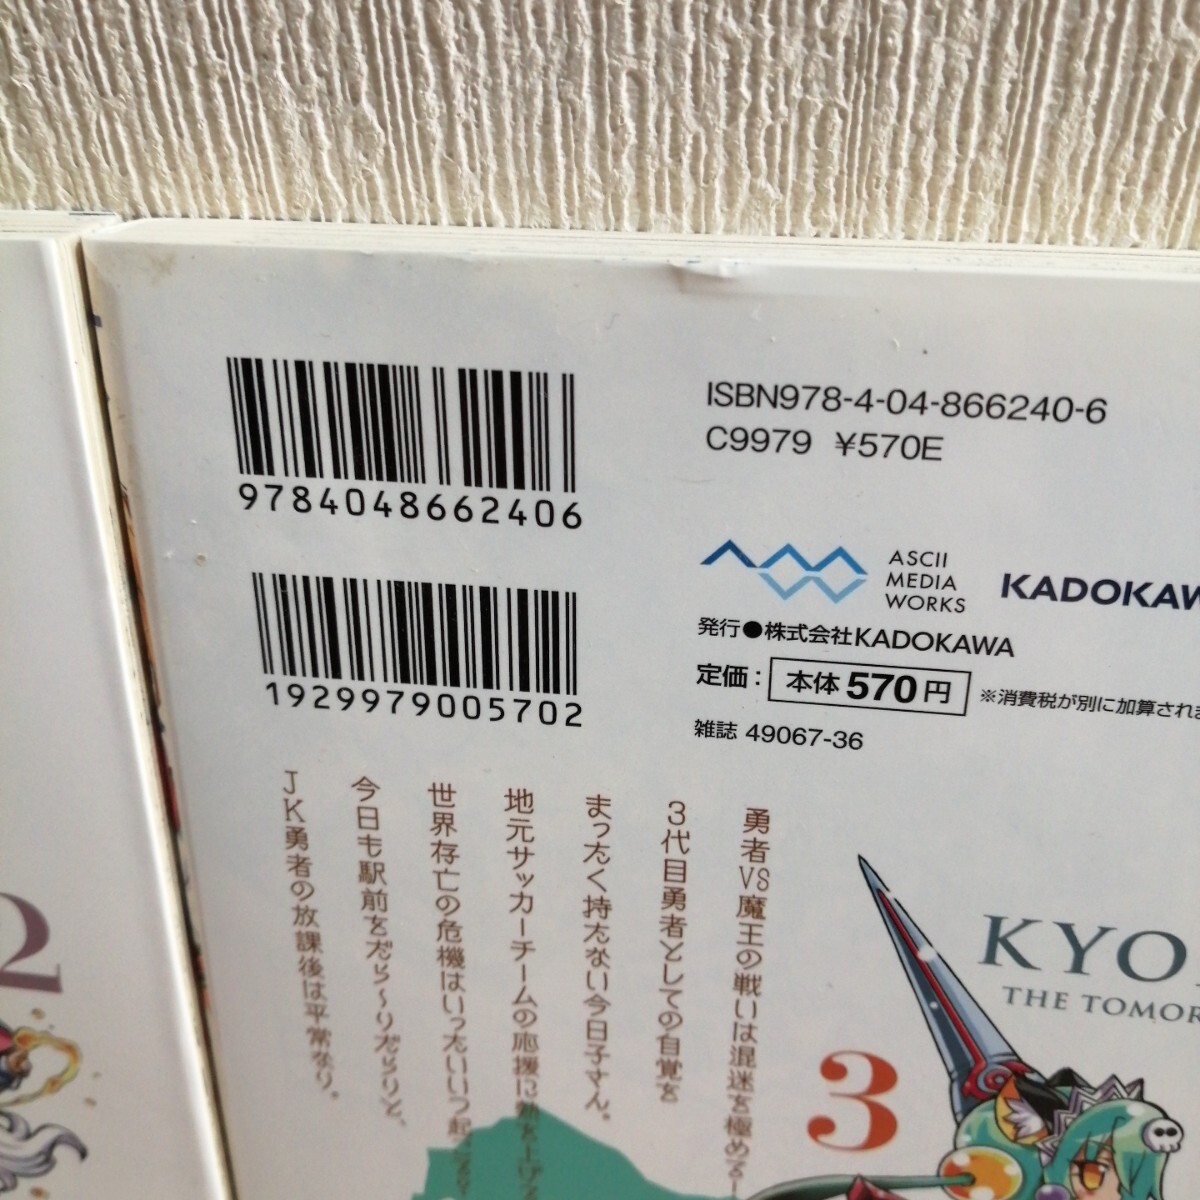 9784048662406
1929979005702
ISBN978-4-04-866240-6
C9979 ¥570E
ASCII
MEDIA
WORKS
KADOKAW
発行●株式会社KADOKAWA
定価： 本体570円 ※消費税が別に加算されま
雑誌 49067-36
勇者VS魔王の戦いは混迷を極める
3代目勇者としての自覚を
まったく持たない今日子さん。
地元サッカーチームの応援に
世界存亡の危機はいったいいつ
今日も駅前をだら〜りだらりと、
JK勇者の放課後は平常なり。
KYO
THE TOMOR
3
2